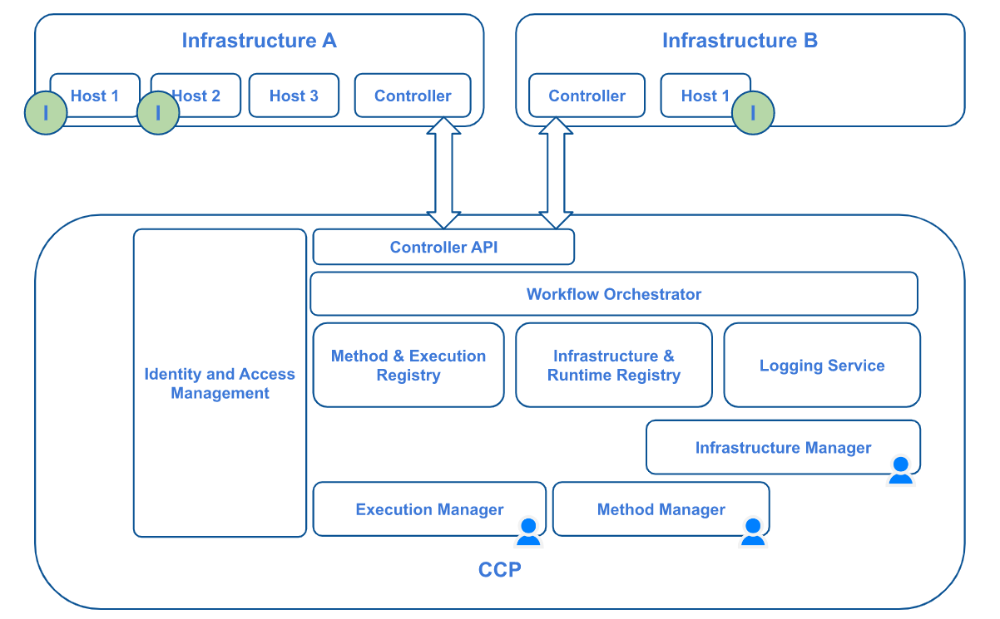 Infrastructure A
Infrastructure B
Host 1
Host 2
Host 3
Controller
Controller
Host 1
I
I
I
Controller API
Workflow Orchestrator
Identity and Access
Management
Method & Execution
Registry
Infrastructure &
Runtime Registry
Logging Service
Infrastructure Manager
Execution Manager
Method Manager
CCP